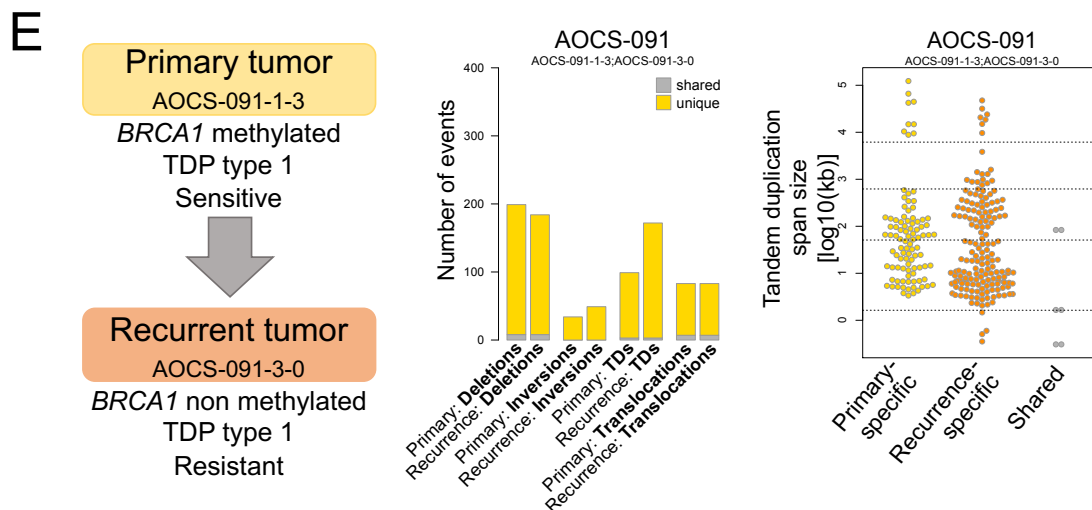 E
Primary tumor
AOCS-091-1-3
BRCA1 methylated
TDP type 1
Sensitive
Recurrent tumor
AOCS-091-3-0
BRCA1 non methylated
TDP type 1
Resistant
AOCS-091
AOCS-091-1-3;AOCS-091-3-0
shared
unique
Number of events
400
300
200
100
0
Primary: Deletions
Recurrence: Deletions
Primary: Inversions
Recurrence: Inversions
Primary: TDs
Recurrence: TDs
Primary: Translocations
Recurrence: Translocations
AOCS-091
AOCS-091-1-3;AOCS-091-3-0
Tandem duplication
span size
[log10(kb)]
5
4
3
2
1
0
Primary-
specific
Recurrence-
specific
Shared